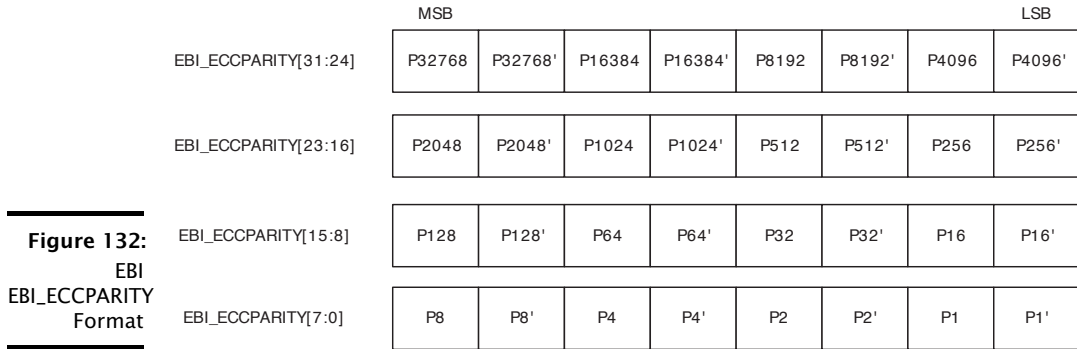 MSB LSB
EBI_ECCPARITY[31:24] P32768 P32768' P16384 P16384' P8192 P8192' P4096 P4096'
EBI_ECCPARITY[23:16] P2048 P2048' P1024 P1024' P512 P512' P256 P256'
EBI_ECCPARITY[15:8] P128 P128' P64 P64' P32 P32' P16 P16'
EBI_ECCPARITY[7:0] P8 P8' P4 P4' P2 P2' P1 P1'
Figure 132:
EBI
EBI_ECCPARITY
Format